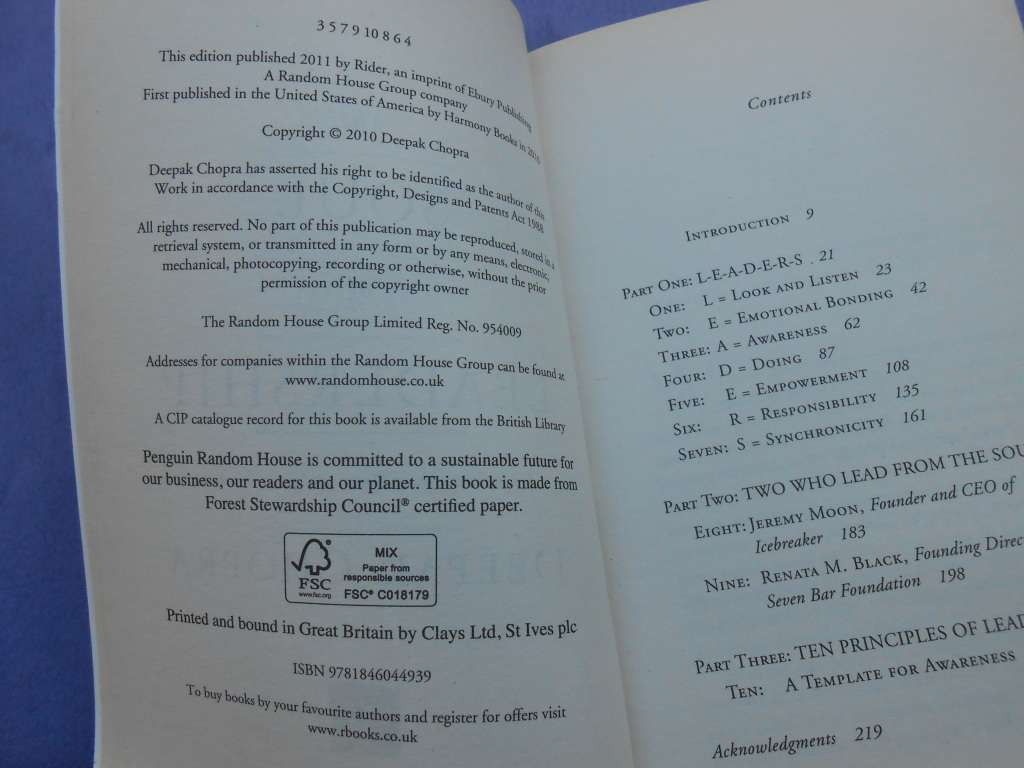 3 5 7 9 10 8 6 4
This edition published 2011 by Rider, an imprint of Ebury Publishing
A Random House Group company
First published in the United States of America by Harmony Books in 2010
Copyright © 2010 Deepak Chopra
Deepak Chopra has asserted his right to be identified as the author of this
Work in accordance with the Copyright, Designs and Patents Act 1988
All rights reserved. No part of this publication may be reproduced, stored in a
retrieval system, or transmitted in any form or by any means, electronic,
mechanical, photocopying, recording or otherwise, without the prior
permission of the copyright owner
The Random House Group Limited Reg. No. 954009
Addresses for companies within the Random House Group can be found at
www.randomhouse.co.uk
A CIP catalogue record for this book is available from the British Library
Penguin Random House is committed to a sustainable future for
our business, our readers and our planet. This book is made from
Forest Stewardship Council® certified paper.
FSC
www.fsc.org
MIX
Paper from
responsible sources
FSC® C018179
Printed and bound in Great Britain by Clays Ltd, St Ives plc
ISBN 9781846044939
To buy books by your favourite authors and register for offers visit
www.rbooks.co.uk
Contents
Introduction 9
Part One: L-E-A-D-E-R-S . 21
One: L = Look and Listen 23
Two: E = Emotional Bonding 42
Three: A = Awareness 62
Four: D = Doing 87
Five: E = Empowerment 108
Six: R = Responsibility 135
Seven: S = Synchronicity 161
Part Two: TWO WHO LEAD FROM THE SOU
Eight: Jeremy Moon, Founder and CEO of
Icebreaker 183
Nine: Renata M. Black, Founding Direc
Seven Bar Foundation 198
Part Three: TEN PRINCIPLES OF LEAD
Ten: A Template for Awareness
Acknowledgments 219